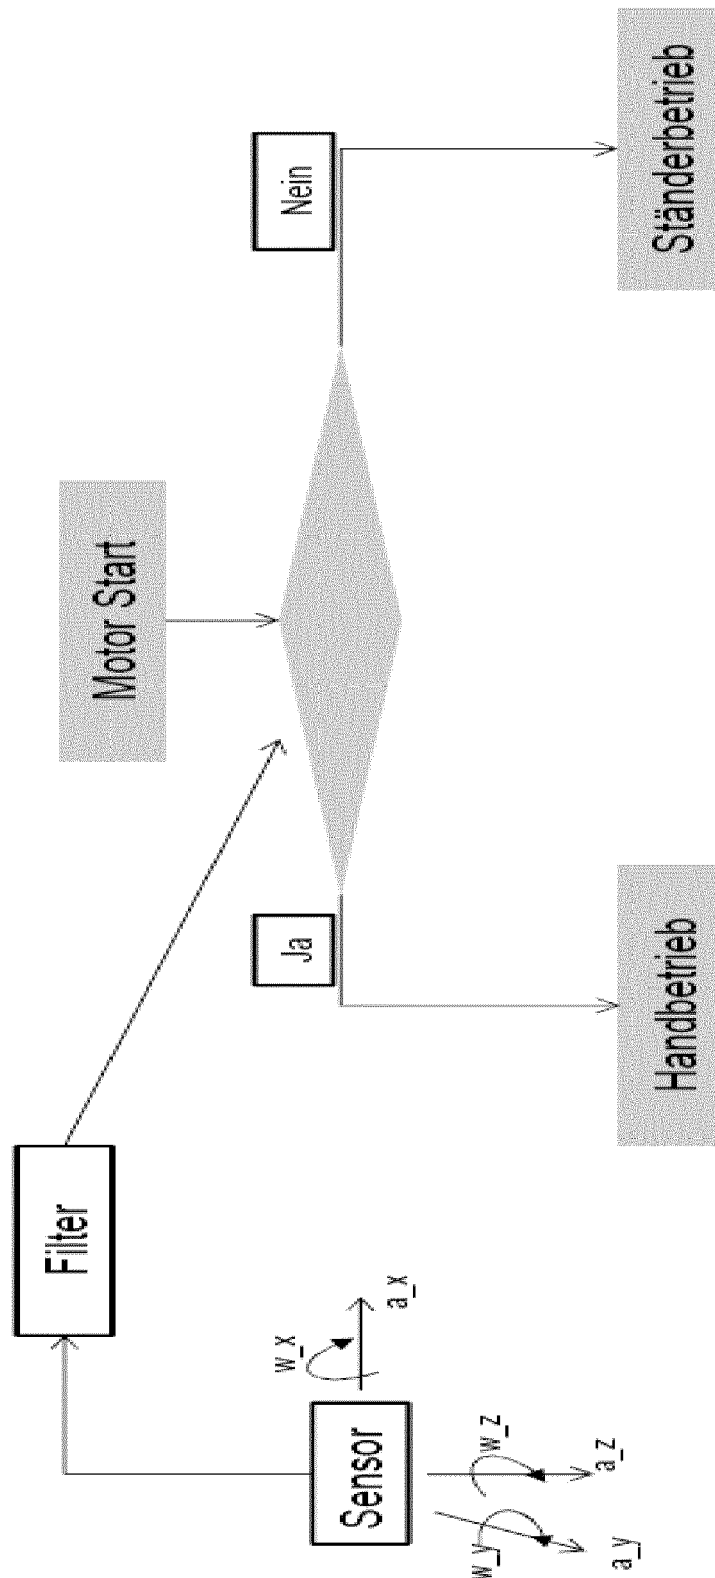 Sensor
w_x
a_x
w_y
a_y
w_z
a_z
Filter
Motor Start
Ja
Nein
Handbetrieb
Ständerbetrieb